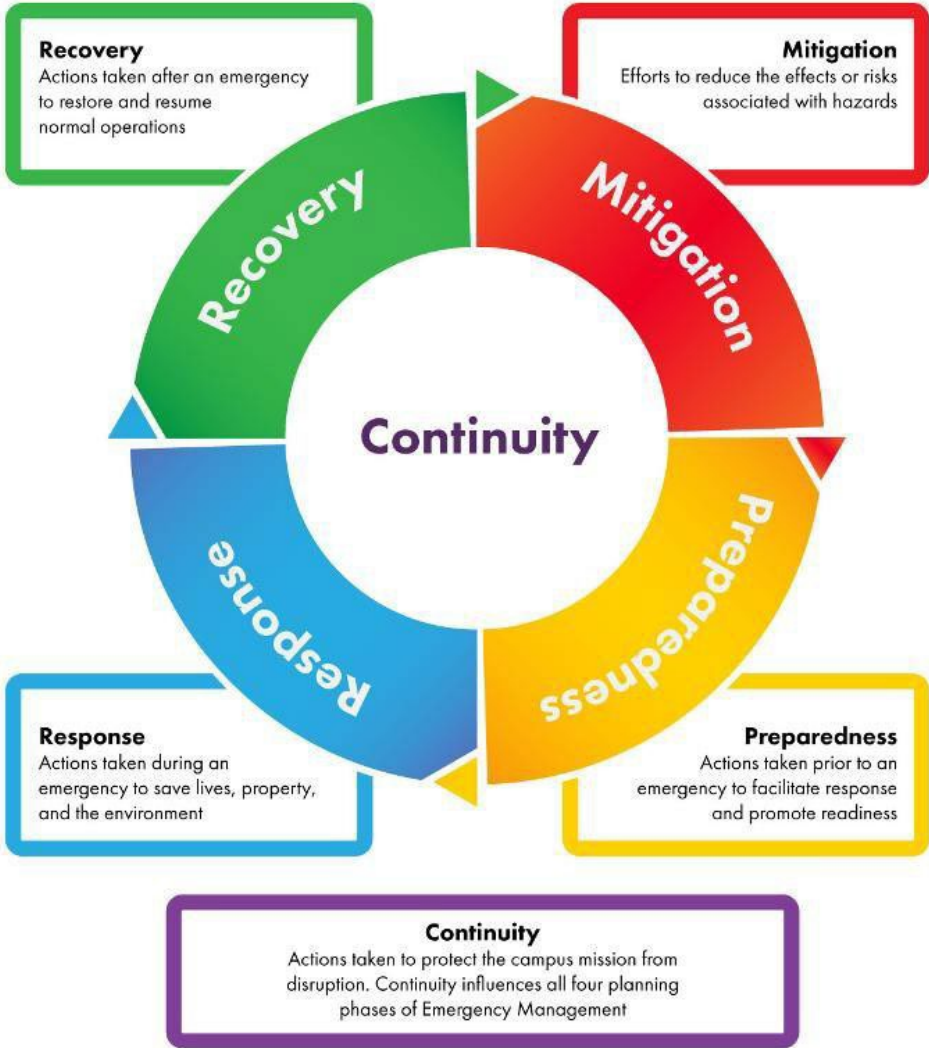 Recovery
Actions taken after an emergency
to restore and resume
normal operations
Mitigation
Efforts to reduce the effects or risks
associated with hazards
Recovery
Mitigation
Continuity
Response
Preparedness
Response
Actions taken during an
emergency to save lives, property,
and the environment
Preparedness
Actions taken prior to an
emergency to facilitate response
and promote readiness
Continuity
Actions taken to protect the campus mission from
disruption. Continuity influences all four planning
phases of Emergency Management